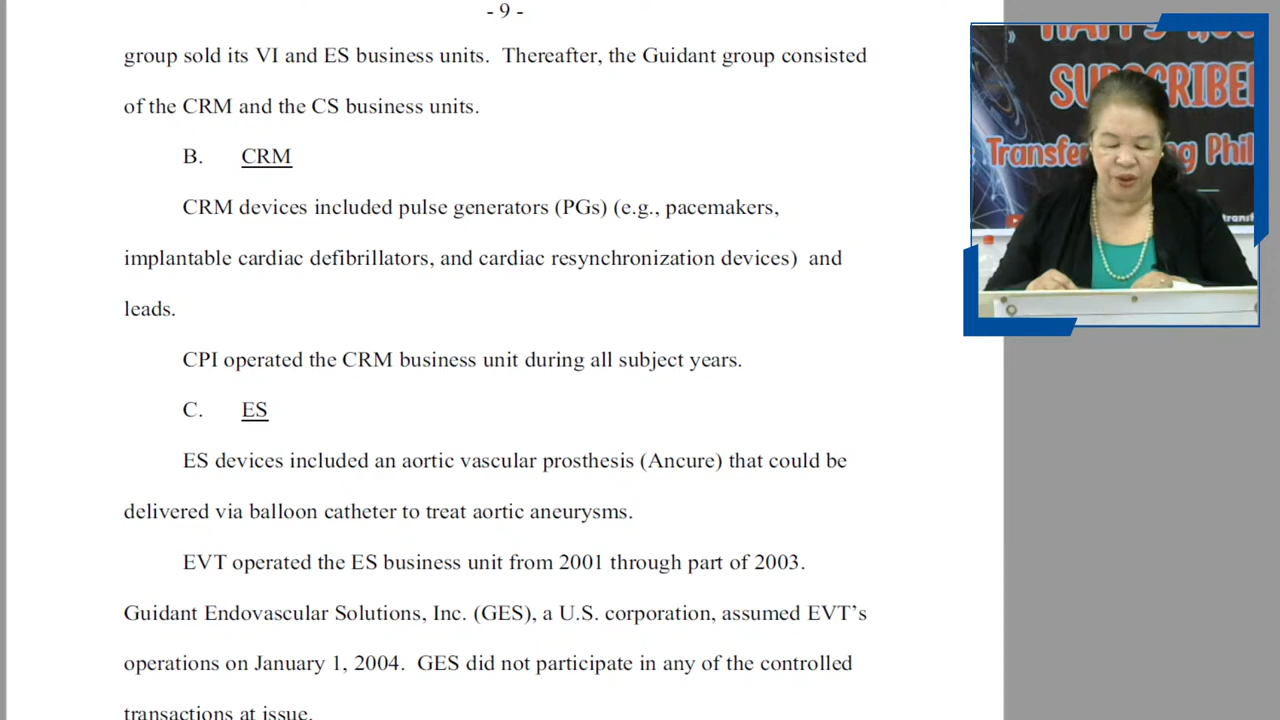 - 9 -
group sold its VI and ES business units.  Thereafter, the Guidant group consisted
of the CRM and the CS business units.
B. CRM
CRM devices included pulse generators (PGs) (e.g., pacemakers,
implantable cardiac defibrillators, and cardiac resynchronization devices)  and
leads.
CPI operated the CRM business unit during all subject years.
C. ES
ES devices included an aortic vascular prosthesis (Ancure) that could be
delivered via balloon catheter to treat aortic aneurysms.
EVT operated the ES business unit from 2001 through part of 2003.
Guidant Endovascular Solutions, Inc. (GES), a U.S. corporation, assumed EVT’s
operations on January 1, 2004.  GES did not participate in any of the controlled
transactions at issue.